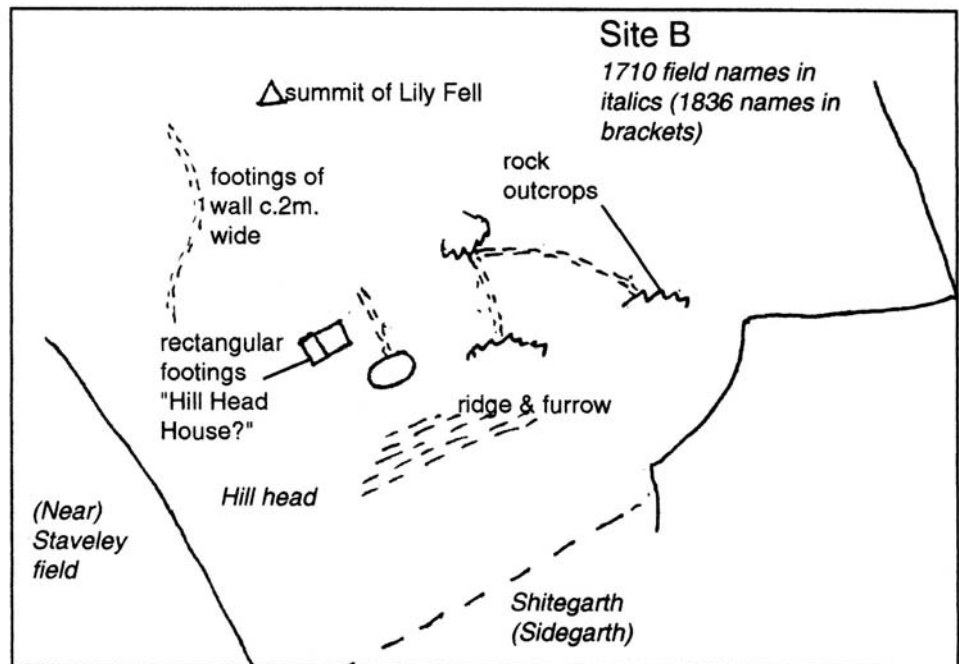 Site B
1710 field names in
italics (1836 names in
brackets)
summit of Lily Fell
footings of
wall c.2m.
wide
rock
outcrops
rectangular
footings
"Hill Head
House?"
ridge & furrow
Hill head
(Near)
Staveley
field
Shitegarth
(Sidegarth)